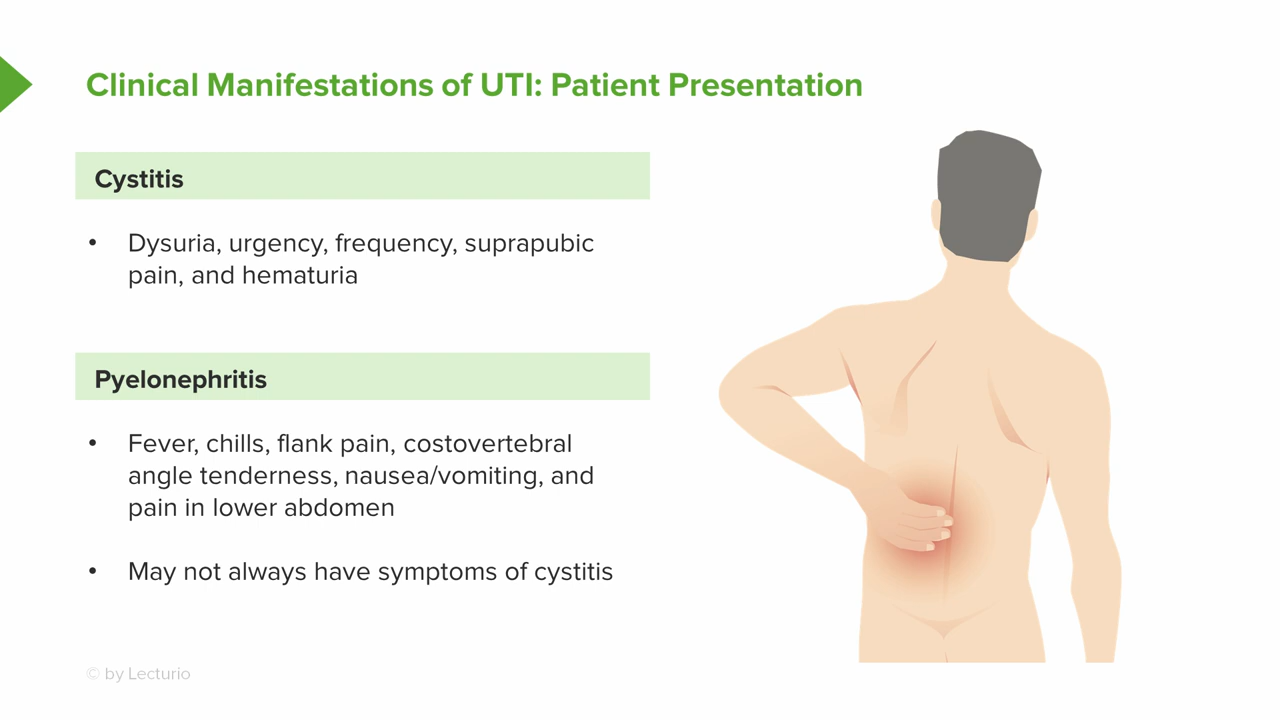 Clinical Manifestations of UTI: Patient Presentation
Cystitis
• Dysuria, urgency, frequency, suprapubic
pain, and hematuria
Pyelonephritis
• Fever, chills, flank pain, costovertebral
angle tenderness, nausea/vomiting, and
pain in lower abdomen
• May not always have symptoms of cystitis
© by Lecturio